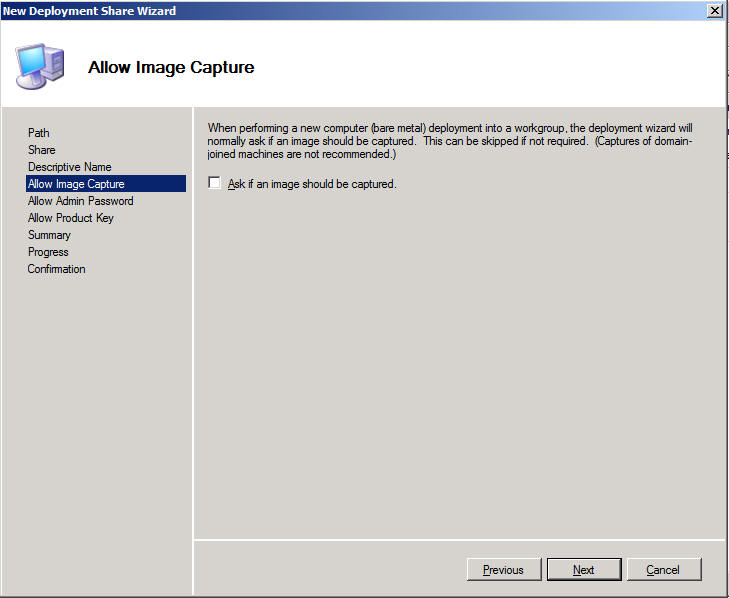 New Deployment Share Wizard
Allow Image Capture
Path
Share
Descriptive Name
Allow Image Capture
Allow Admin Password
Allow Product Key
Summary
Progress
Confirmation
When performing a new computer (bare metal) deployment into a workgroup, the deployment wizard will
normally ask if an image should be captured. This can be skipped if not required. (Captures of domain-
joined machines are not recommended.)
Ask if an image should be captured.
Previous
Next
Cancel